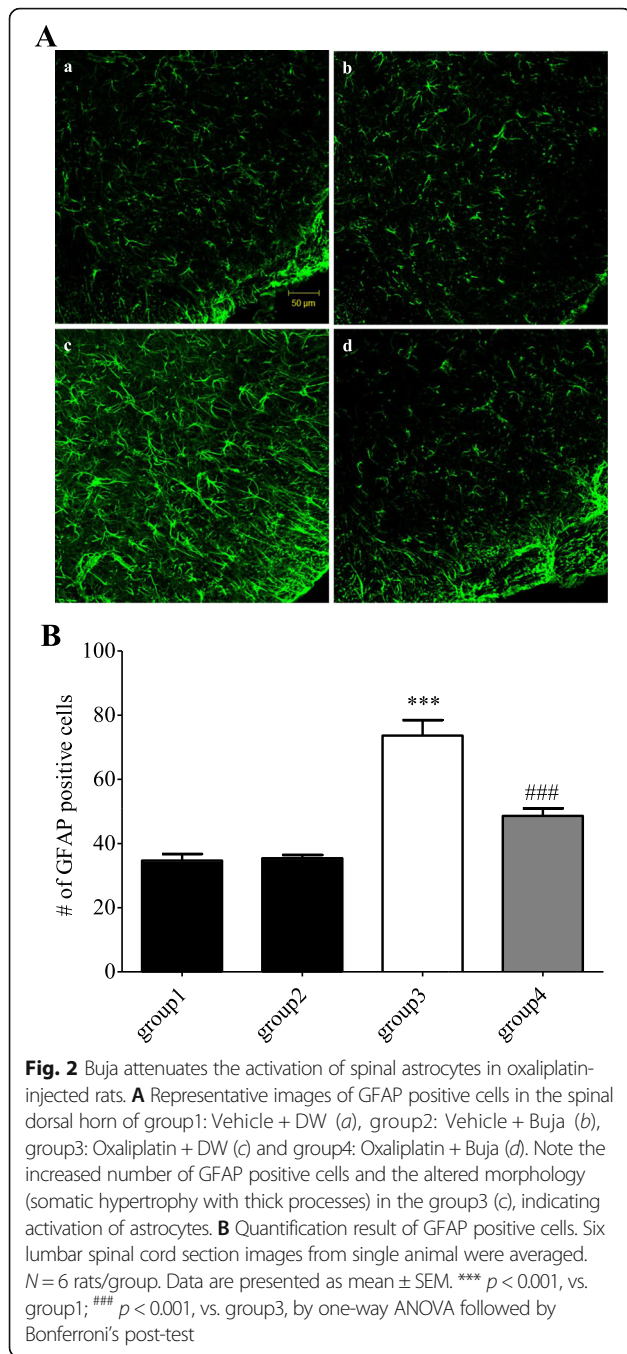 A
a
b
50 µm
c
d
B
100
80
60
40
20
0
# of GFAP positive cells
***
###
group1
group2
group3
group4
Fig. 2 Buja attenuates the activation of spinal astrocytes in oxaliplatin-
injected rats. A Representative images of GFAP positive cells in the spinal
dorsal horn of group1: Vehicle + DW (a), group2: Vehicle + Buja (b),
group3: Oxaliplatin + DW (c) and group4: Oxaliplatin + Buja (d). Note the
increased number of GFAP positive cells and the altered morphology
(somatic hypertrophy with thick processes) in the group3 (c), indicating
activation of astrocytes. B Quantification result of GFAP positive cells. Six
lumbar spinal cord section images from single animal were averaged.
N = 6 rats/group. Data are presented as mean ± SEM. *** p < 0.001, vs.
group1; ### p < 0.001, vs. group3, by one-way ANOVA followed by
Bonferroni's post-test